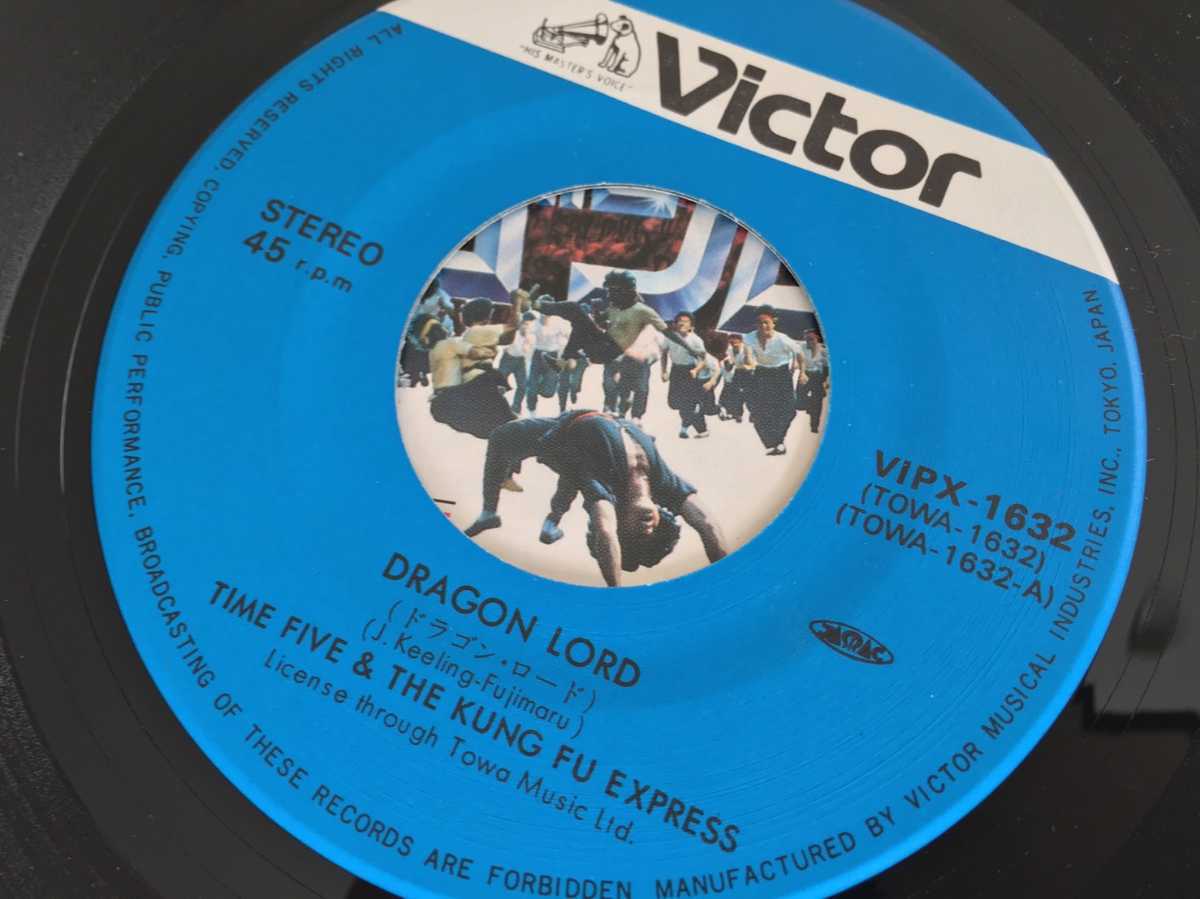 "HIS MASTER'S VOICE"
Victor
STEREO
45 r.p.m
VIPX-1632
(TOWA-1632)
(TOWA-1632-A)
JASRAC
DRAGON LORD
(ドラゴン・ロード)
(J. Keeling-Fujimaru)
TIME FIVE & THE KUNG FU EXPRESS
License through Towa Music Ltd.
ALL RIGHTS RESERVED. COPYING, PUBLIC PERFORMANCE, BROADCASTING OF THESE RECORDS ARE FORBIDDEN MANUFACTURED BY VICTOR MUSICAL INDUSTRIES, INC., TOKYO, JAPAN